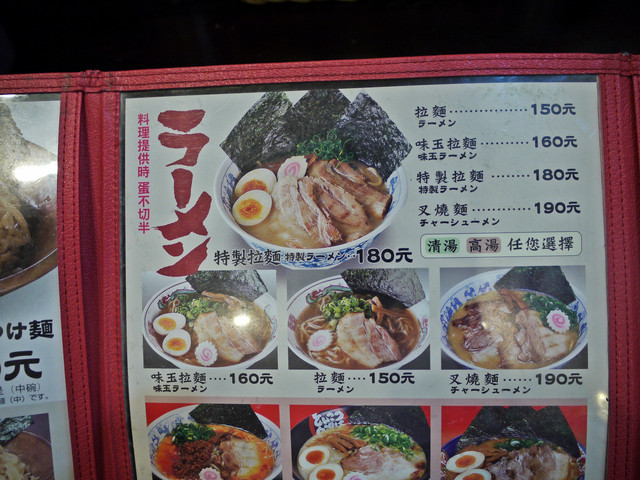 料理提供時 蛋不切半
ラーメン
拉麵 150元
ラーメン
味玉拉麵 160元
味玉ラーメン
特製拉麵 180元
特製ラーメン
叉燒麵 190元
チャーシューメン
清湯 高湯 任您選擇
特製拉麵 特製ラーメン 180元
味玉拉麵 160元
味玉ラーメン
拉麵 150元
ラーメン
叉燒麵 190元
チャーシューメン
け麵
元
(中碗)
(中)です。